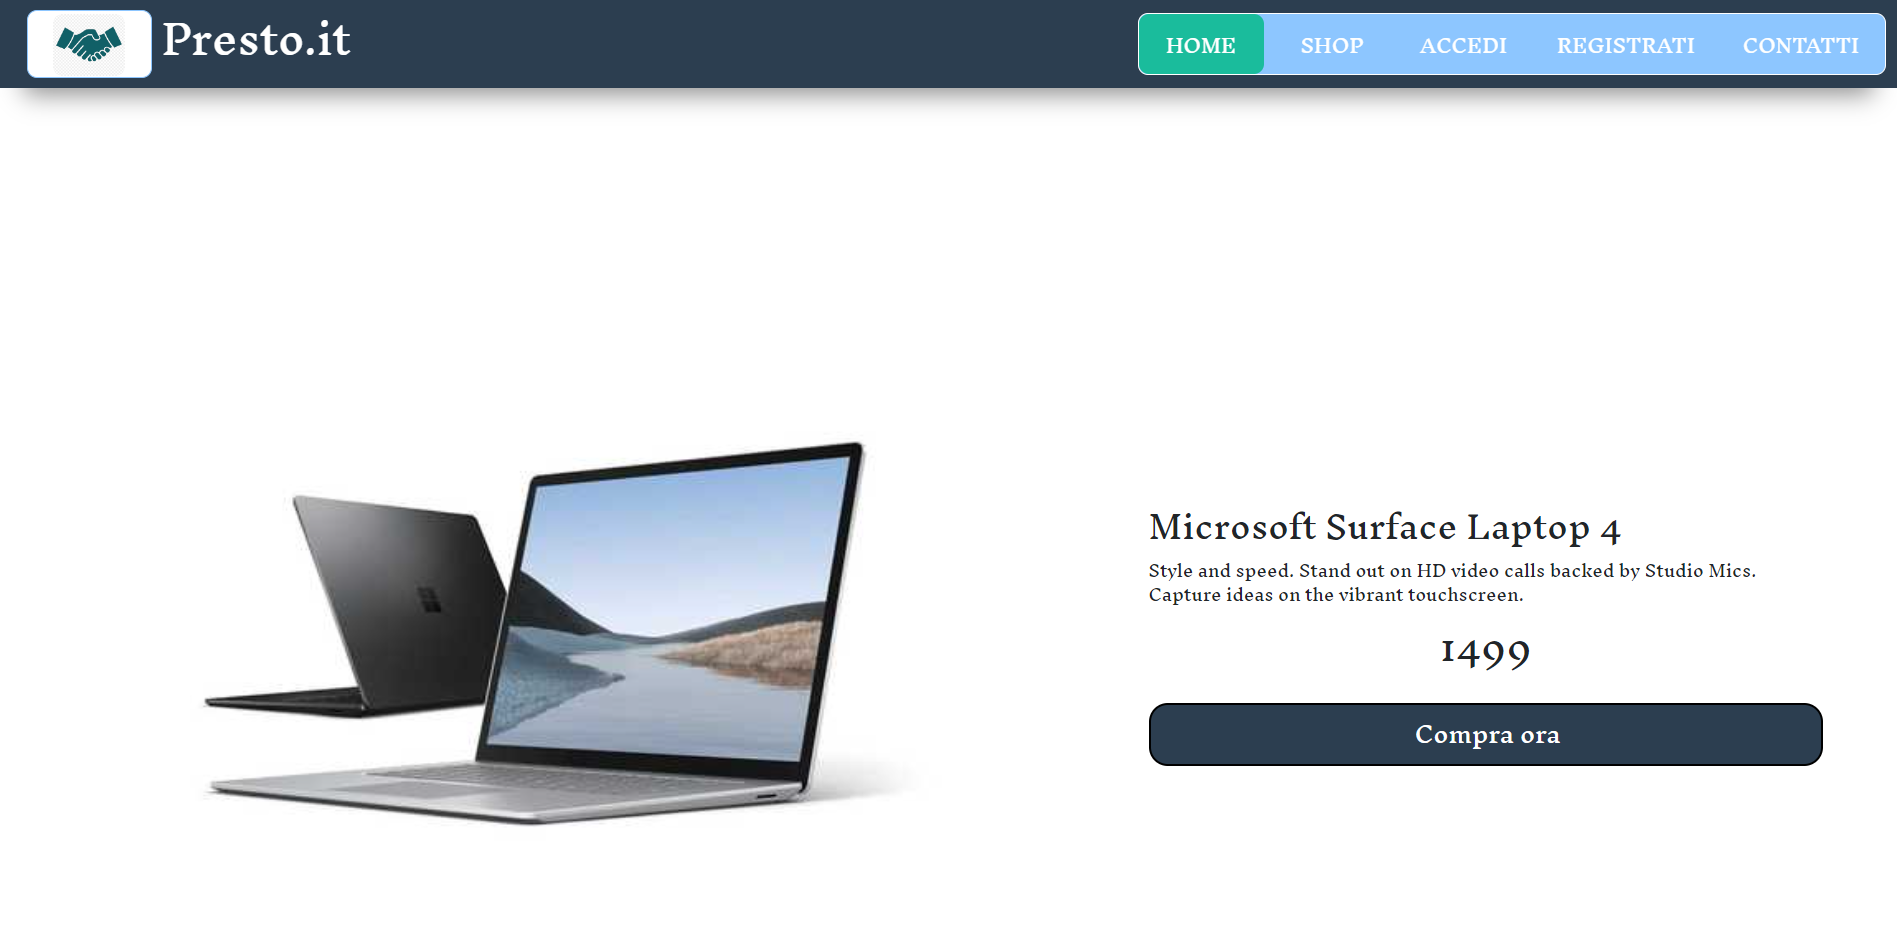 Presto.it
HOME SHOP ACCEDI REGISTRATI CONTATTI
Microsoft Surface Laptop 4
Style and speed. Stand out on HD video calls backed by Studio Mics.
Capture ideas on the vibrant touchscreen.
1499
Compra ora